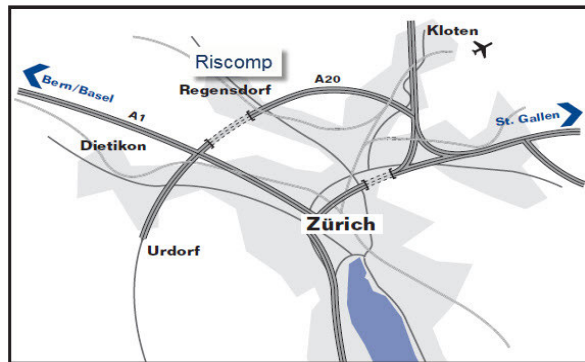 Kloten
Riscomp
Bern/Basel
A20
Regensdorf
A1
St. Gallen
Dietikon
Zürich
Urdorf